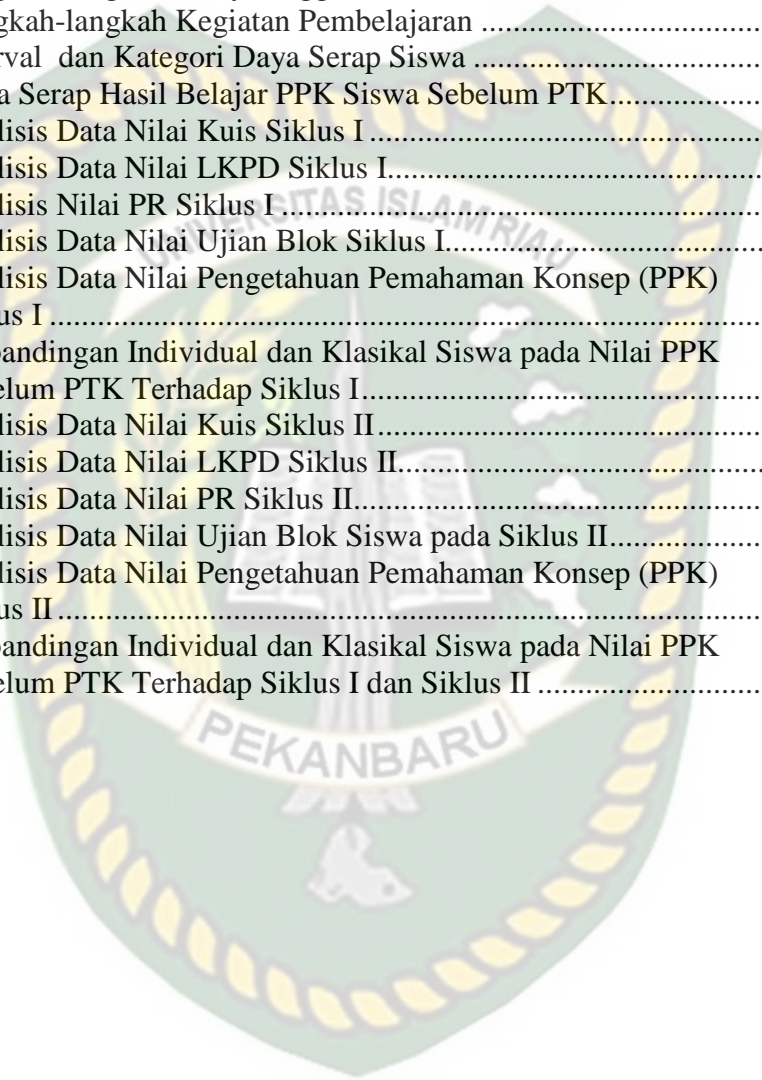 gkah-langkah Kegiatan Pembelajaran ....................................
rval dan Kategori Daya Serap Siswa ....................................
a Serap Hasil Belajar PPK Siswa Sebelum PTK....................
lisis Data Nilai Kuis Siklus I ..................................................
lisis Data Nilai LKPD Siklus I................................................
lisis Nilai PR Siklus I .............................................................
lisis Data Nilai Ujian Blok Siklus I.........................................
lisis Data Nilai Pengetahuan Pemahaman Konsep (PPK)
us I ..........................................................................................
bandingan Individual dan Klasikal Siswa pada Nilai PPK
elum PTK Terhadap Siklus I...................................................
lisis Data Nilai Kuis Siklus II.................................................
lisis Data Nilai LKPD Siklus II..............................................
lisis Data Nilai PR Siklus II....................................................
lisis Data Nilai Ujian Blok Siswa pada Siklus II....................
lisis Data Nilai Pengetahuan Pemahaman Konsep (PPK)
us II .........................................................................................
bandingan Individual dan Klasikal Siswa pada Nilai PPK
elum PTK Terhadap Siklus I dan Siklus II ............................
UNIVERSITAS ISLAM RIAU
PEKANBARU